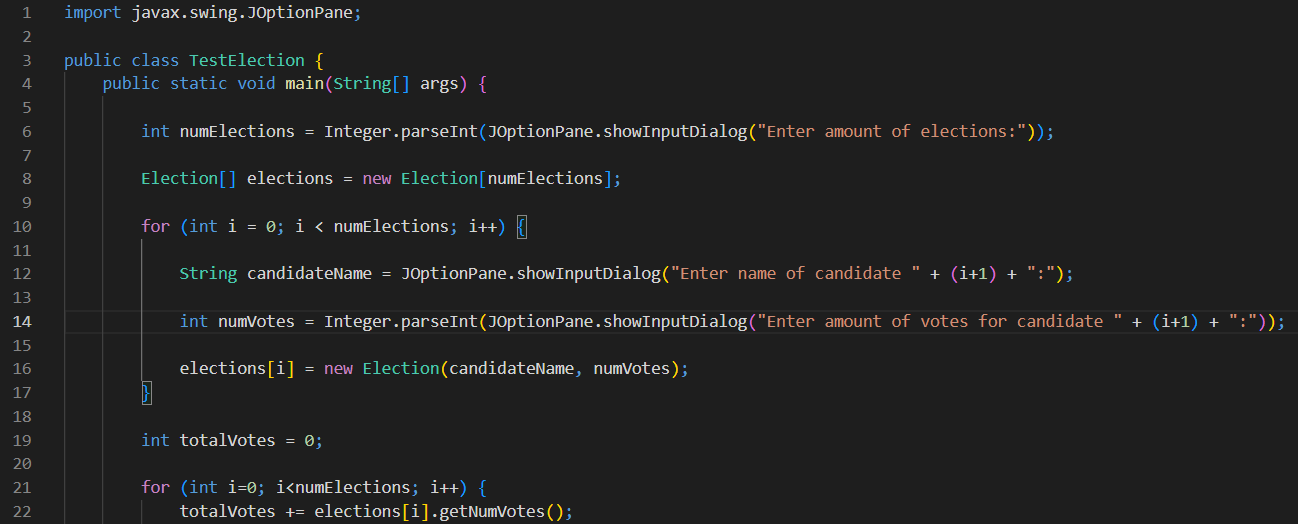 1 import javax.swing.JOptionPane;
2
3 public class TestElection {
4 public static void main(String[] args) {
5
6 int numElections = Integer.parseInt(JOptionPane.showInputDialog("Enter amount of elections:"));
7
8 Election[] elections = new Election[numElections];
9
10 for (int i = 0; i < numElections; i++) {
11
12 String candidateName = JOptionPane.showInputDialog("Enter name of candidate " + (i+1) + ":");
13
14 int numVotes = Integer.parseInt(JOptionPane.showInputDialog("Enter amount of votes for candidate " + (i+1) + ":"));
15
16 elections[i] = new Election(candidateName, numVotes);
17 }
18
19 int totalVotes = 0;
20
21 for (int i=0; i<numElections; i++) {
22 totalVotes += elections[i].getNumVotes();